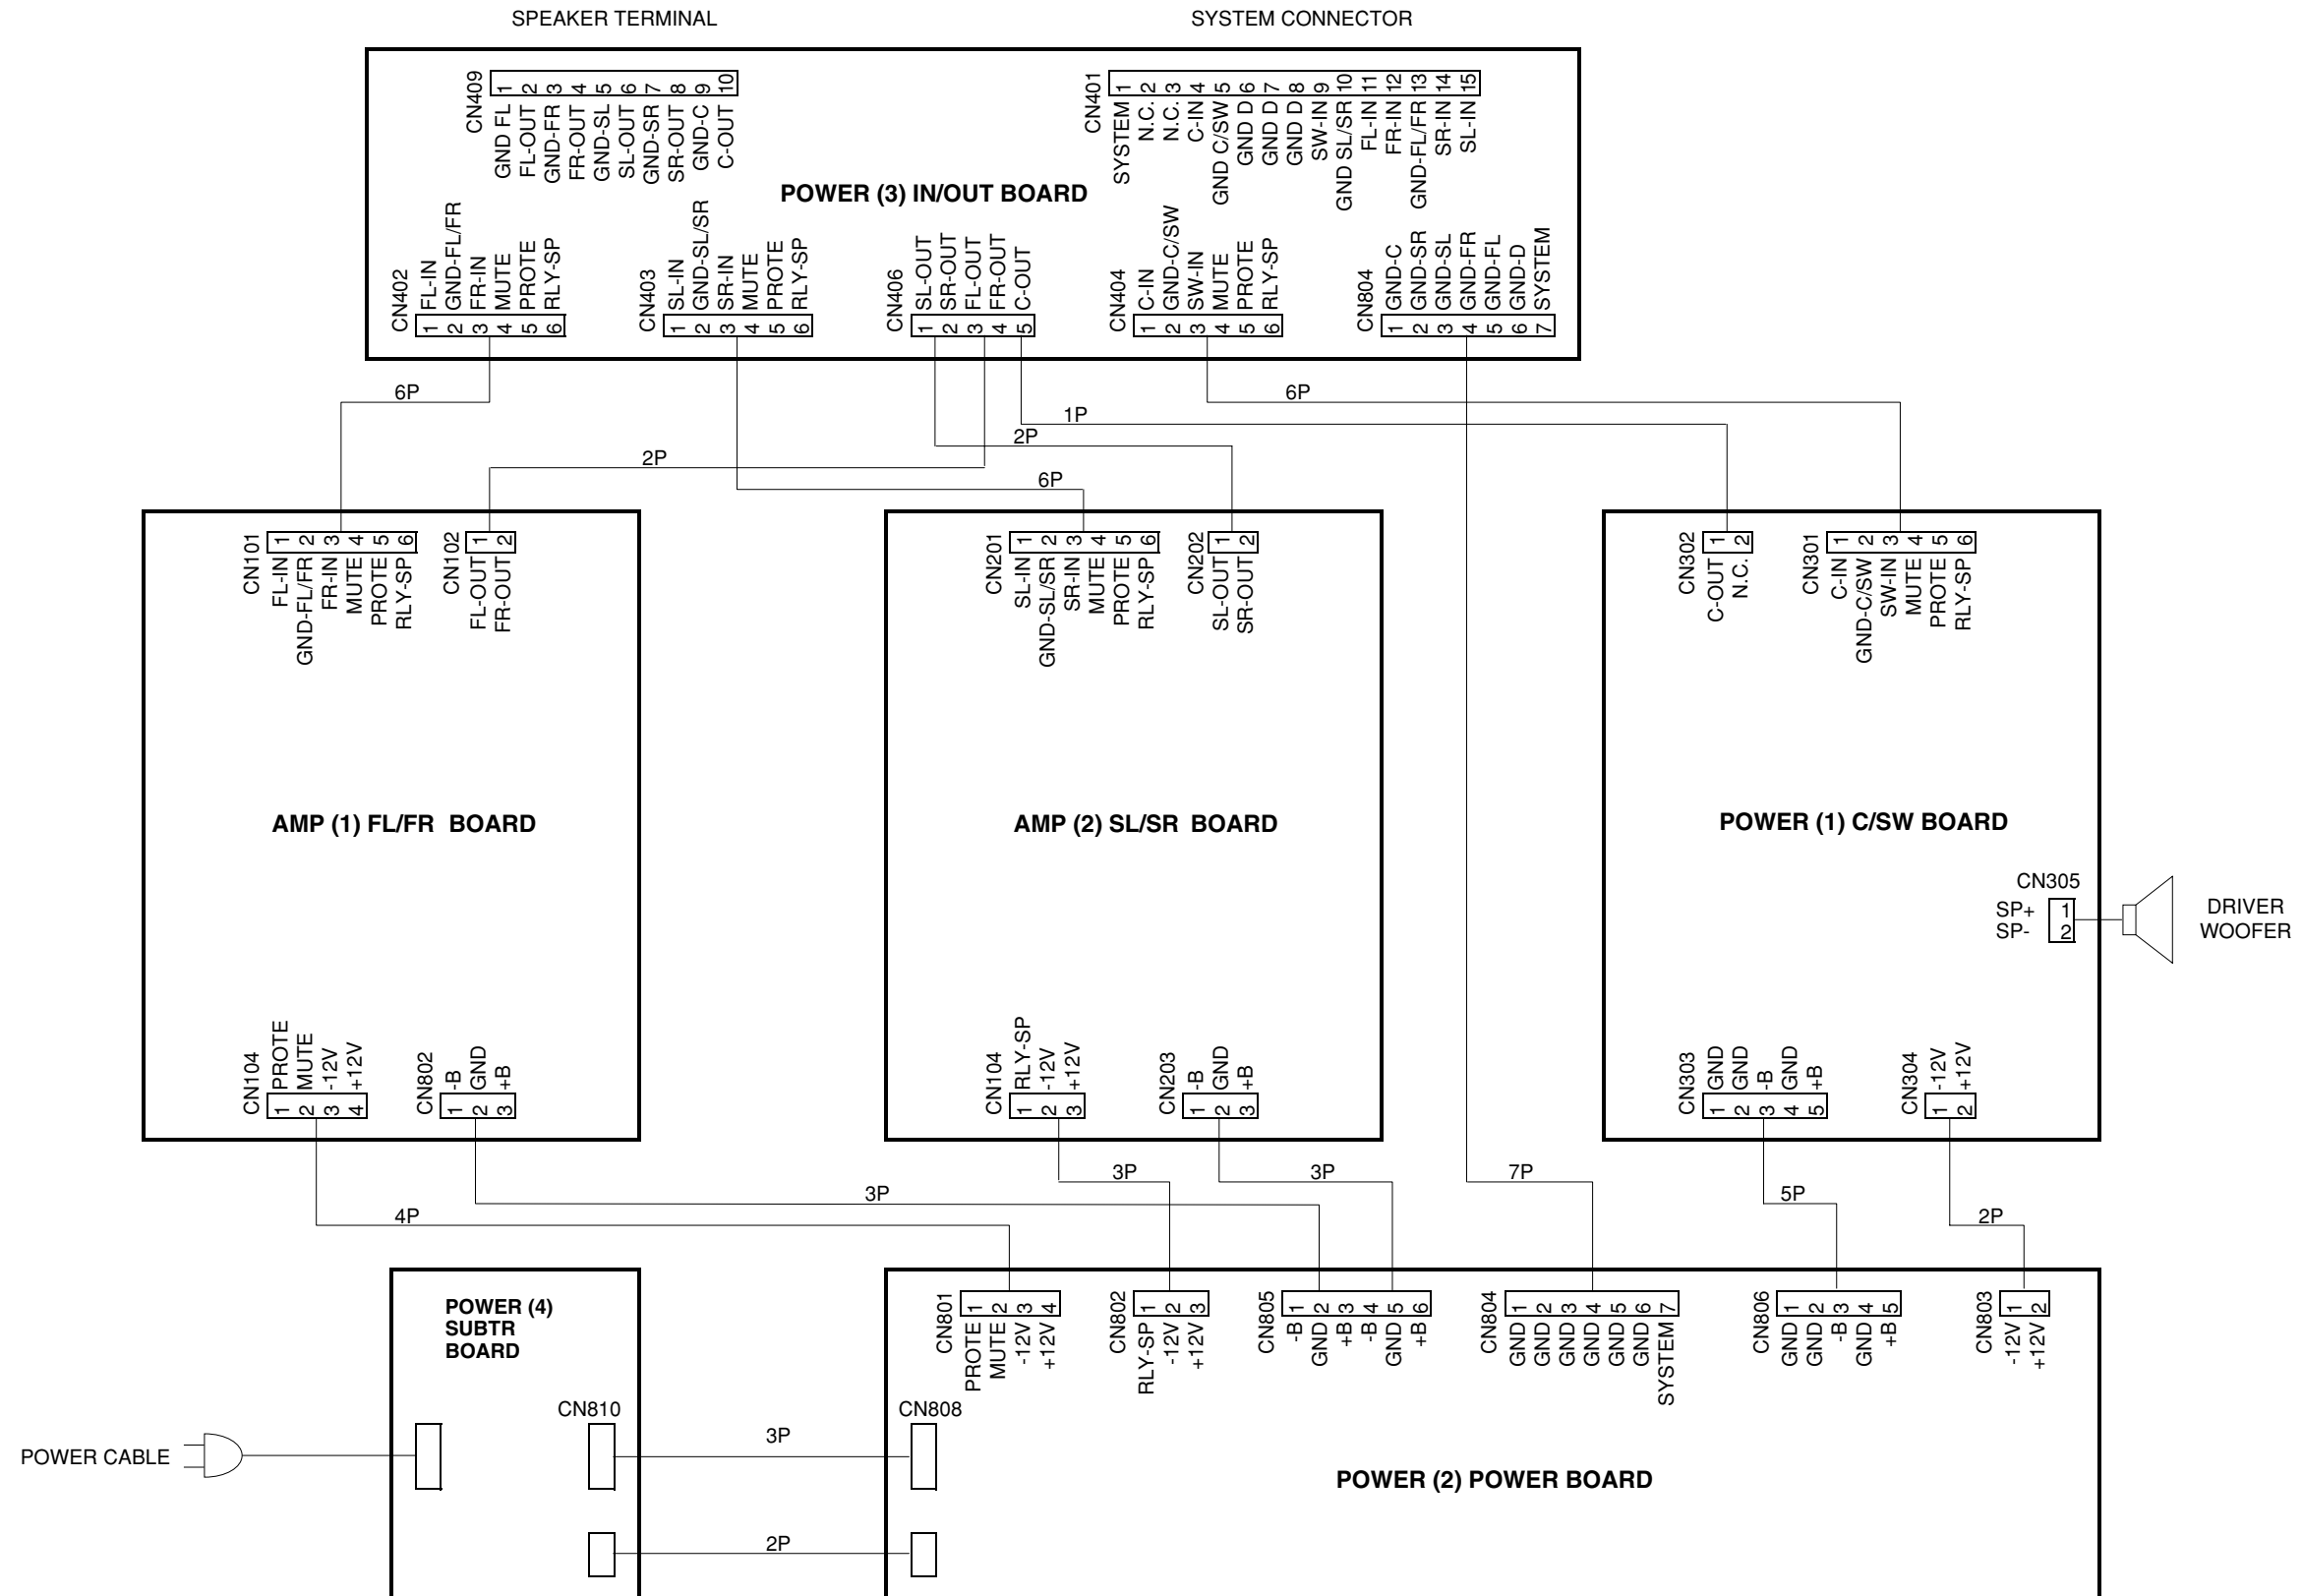 SPEAKER TERMINAL
SYSTEM CONNECTOR
CN409
1 2 3 4 5 6 7 8 9 10
GND FL
FL-OUT
GND-FR
FR-OUT
GND-SL
SL-OUT
GND-SR
SR-OUT
GND-C
C-OUT
CN401
1 2 3 4 5 6 7 8 9 10 11 12 13 14 15
SYSTEM
N.C.
N.C.
C-IN
GND C/SW
GND D
GND D
GND D
SW-IN
GND SL/SR
FL-IN
FR-IN
GND-FL/FR
SR-IN
SL-IN
POWER (3) IN/OUT BOARD
CN402
FL-IN
GND-FL/FR
FR-IN
MUTE
PROTE
RLY-SP
1 2 3 4 5 6
CN403
SL-IN
GND-SL/SR
SR-IN
MUTE
PROTE
RLY-SP
1 2 3 4 5 6
CN406
SL-OUT
SR-OUT
FL-OUT
FR-OUT
C-OUT
1 2 3 4 5
CN404
C-IN
GND-C/SW
SW-IN
MUTE
PROTE
RLY-SP
1 2 3 4 5 6
CN804
GND-C
GND-SR
GND-SL
GND-FR
GND-FL
GND-D
SYSTEM
1 2 3 4 5 6 7
6P
6P
1P
2P
2P
6P
CN101
1 2 3 4 5 6
FL-IN
GND-FL/FR
FR-IN
MUTE
PROTE
RLY-SP
CN102
1 2
FL-OUT
FR-OUT
CN201
1 2 3 4 5 6
SL-IN
GND-SL/SR
SR-IN
MUTE
PROTE
RLY-SP
CN202
1 2
SL-OUT
SR-OUT
CN302
1 2
C-OUT
N.C.
CN301
1 2 3 4 5 6
C-IN
GND-C/SW
SW-IN
MUTE
PROTE
RLY-SP
AMP (1) FL/FR BOARD
AMP (2) SL/SR BOARD
POWER (1) C/SW BOARD
CN305
SP+ 1
SP- 2
DRIVER
WOOFER
CN104
PROTE
MUTE
-12V
+12V
1 2 3 4
CN802
-B
GND
+B
1 2 3
CN104
RLY-SP
-12V
+12V
1 2 3
CN203
-B
GND
+B
1 2 3
CN303
GND
GND
-B
GND
+B
1 2 3 4 5
CN304
-12V
+12V
1 2
3P
3P
7P
3P
5P
4P
2P
POWER (4)
SUBTR
BOARD
CN801
1 2 3 4
PROTE
MUTE
-12V
+12V
CN802
1 2 3
RLY-SP
-12V
+12V
CN805
1 2 3 4 5 6
-B
GND
+B
-B
GND
+B
CN804
1 2 3 4 5 6 7
GND
GND
GND
GND
GND
GND
SYSTEM
CN806
1 2 3 4 5
GND
GND
-B
GND
+B
CN803
1 2
-12V
+12V
CN810
CN808
3P
POWER CABLE
POWER (2) POWER BOARD
2P